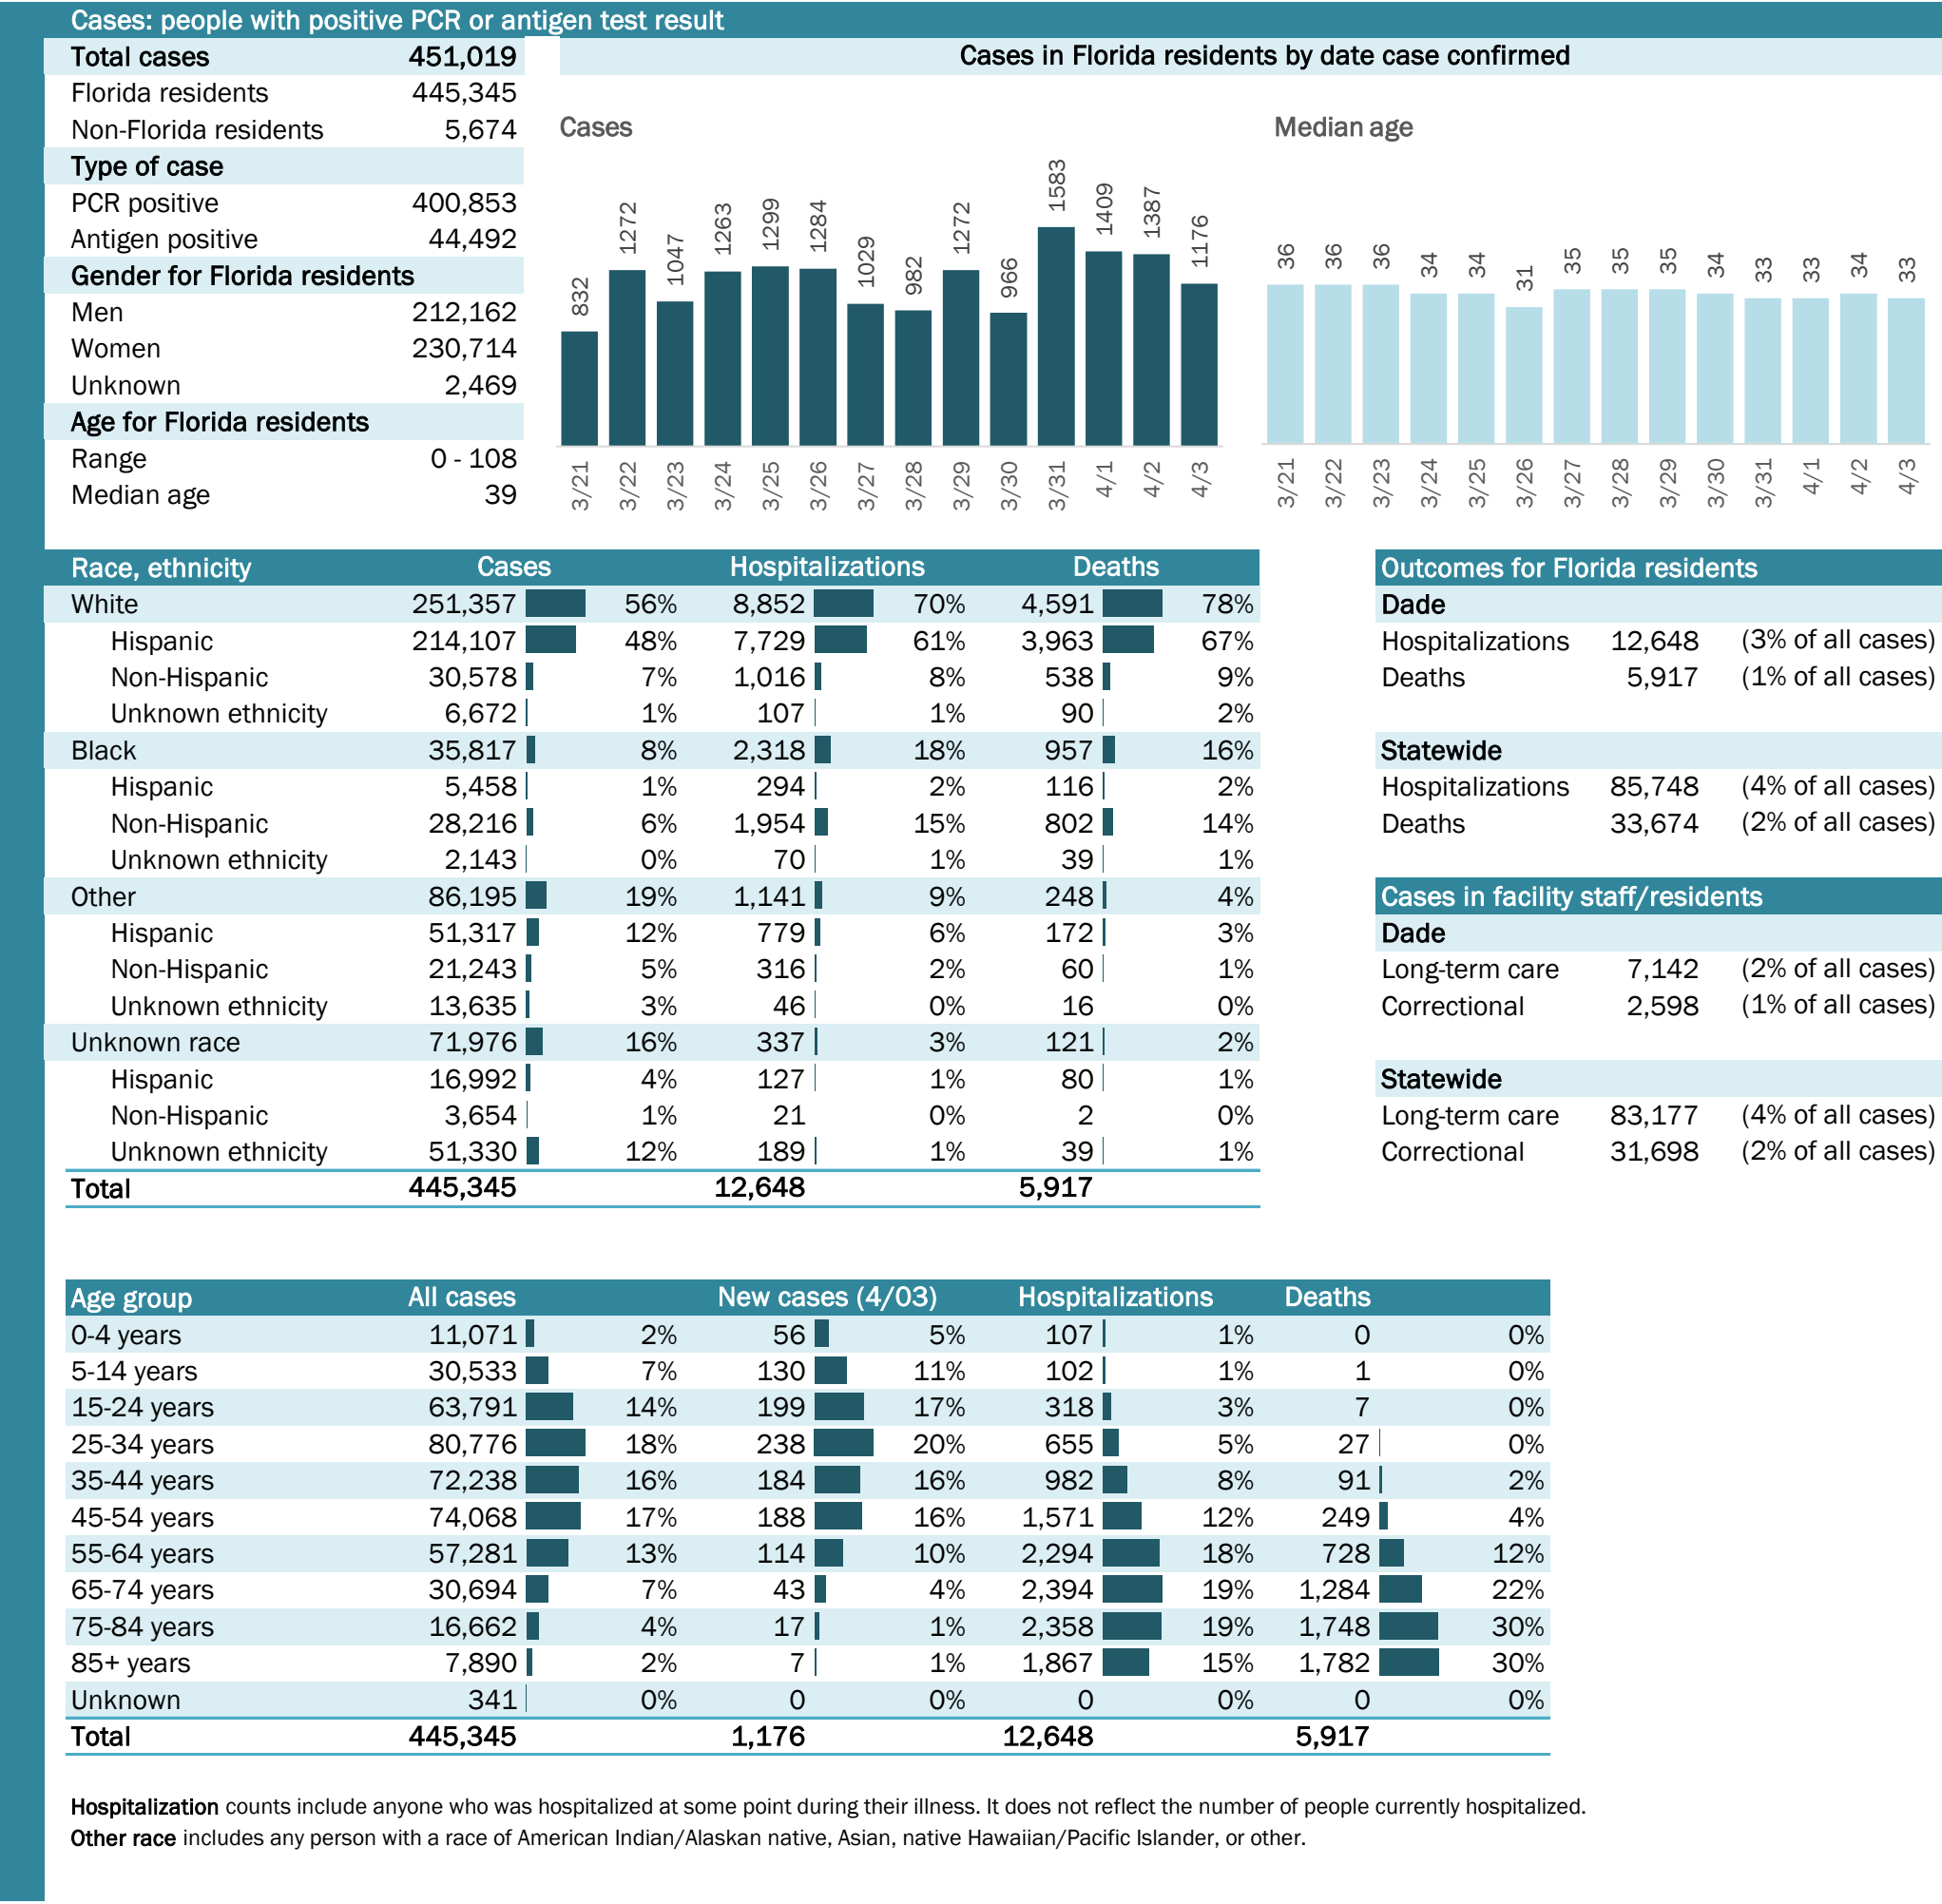 Cases: people with positive PCR or antigen test result
Total cases 451,019
Florida residents 445,345
Non-Florida residents 5,674
Type of case
PCR positive 400,853
Antigen positive 44,492
Gender for Florida residents
Men 212,162
Women 230,714
Unknown 2,469
Age for Florida residents
Range 0 - 108
Median age 39
Cases in Florida residents by date case confirmed
Cases
832 1272 1047 1263 1299 1284 1029 982 1272 966 1583 1409 1387 1176
3/21 3/22 3/23 3/24 3/25 3/26 3/27 3/28 3/29 3/30 3/31 4/1 4/2 4/3
Median age
36 36 36 34 34 31 35 35 35 34 33 33 34 33
3/21 3/22 3/23 3/24 3/25 3/26 3/27 3/28 3/29 3/30 3/31 4/1 4/2 4/3
Race, ethnicity Cases Hospitalizations Deaths
White 251,357 56% 8,852 70% 4,591 78%
Hispanic 214,107 48% 7,729 61% 3,963 67%
Non-Hispanic 30,578 7% 1,016 8% 538 9%
Unknown ethnicity 6,672 1% 107 1% 90 2%
Black 35,817 8% 2,318 18% 957 16%
Hispanic 5,458 1% 294 2% 116 2%
Non-Hispanic 28,216 6% 1,954 15% 802 14%
Unknown ethnicity 2,143 0% 70 1% 39 1%
Other 86,195 19% 1,141 9% 248 4%
Hispanic 51,317 12% 779 6% 172 3%
Non-Hispanic 21,243 5% 316 2% 60 1%
Unknown ethnicity 13,635 3% 46 0% 16 0%
Unknown race 71,976 16% 337 3% 121 2%
Hispanic 16,992 4% 127 1% 80 1%
Non-Hispanic 3,654 1% 21 0% 2 0%
Unknown ethnicity 51,330 12% 189 1% 39 1%
Total 445,345 12,648 5,917
Outcomes for Florida residents
Dade
Hospitalizations 12,648 (3% of all cases)
Deaths 5,917 (1% of all cases)
Statewide
Hospitalizations 85,748 (4% of all cases)
Deaths 33,674 (2% of all cases)
Cases in facility staff/residents
Dade
Long-term care 7,142 (2% of all cases)
Correctional 2,598 (1% of all cases)
Statewide
Long-term care 83,177 (4% of all cases)
Correctional 31,698 (2% of all cases)
Age group All cases New cases (4/03) Hospitalizations Deaths
0-4 years 11,071 2% 56 5% 107 1% 0 0%
5-14 years 30,533 7% 130 11% 102 1% 1 0%
15-24 years 63,791 14% 199 17% 318 3% 7 0%
25-34 years 80,776 18% 238 20% 655 5% 27 0%
35-44 years 72,238 16% 184 16% 982 8% 91 2%
45-54 years 74,068 17% 188 16% 1,571 12% 249 4%
55-64 years 57,281 13% 114 10% 2,294 18% 728 12%
65-74 years 30,694 7% 43 4% 2,394 19% 1,284 22%
75-84 years 16,662 4% 17 1% 2,358 19% 1,748 30%
85+ years 7,890 2% 7 1% 1,867 15% 1,782 30%
Unknown 341 0% 0 0% 0 0% 0 0%
Total 445,345 1,176 12,648 5,917
Hospitalization counts include anyone who was hospitalized at some point during their illness. It does not reflect the number of people currently hospitalized.
Other race includes any person with a race of American Indian/Alaskan native, Asian, native Hawaiian/Pacific Islander, or other.